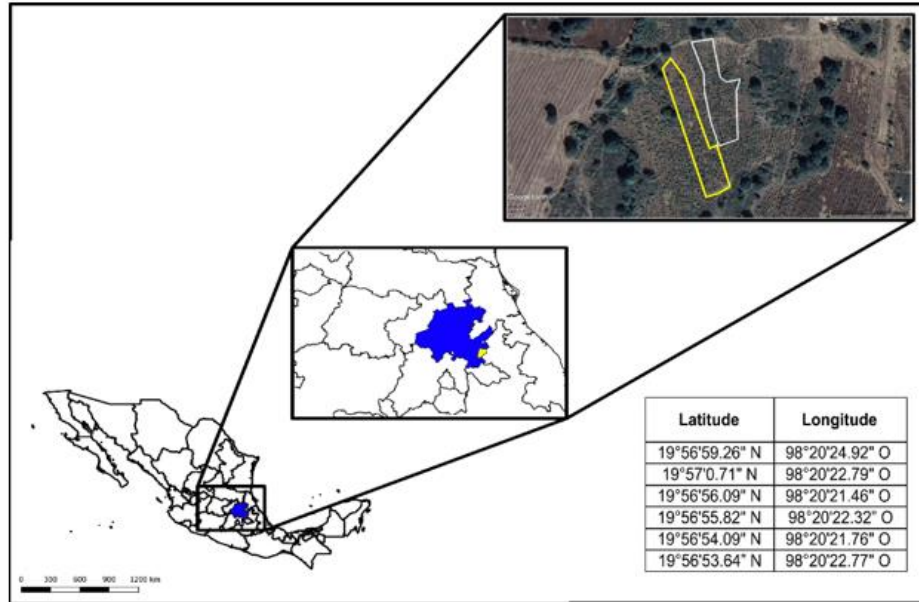 Google Earth
Latitude Longitude
19°56'59.26" N 98°20'24.92" O
19°57'0.71" N 98°20'22.79" O
19°56'56.09" N 98°20'21.46" O
19°56'55.82" N 98°20'22.32" O
19°56'54.09" N 98°20'21.76" O
19°56'53.64" N 98°20'22.77" O
0 300 600 900 1200 km